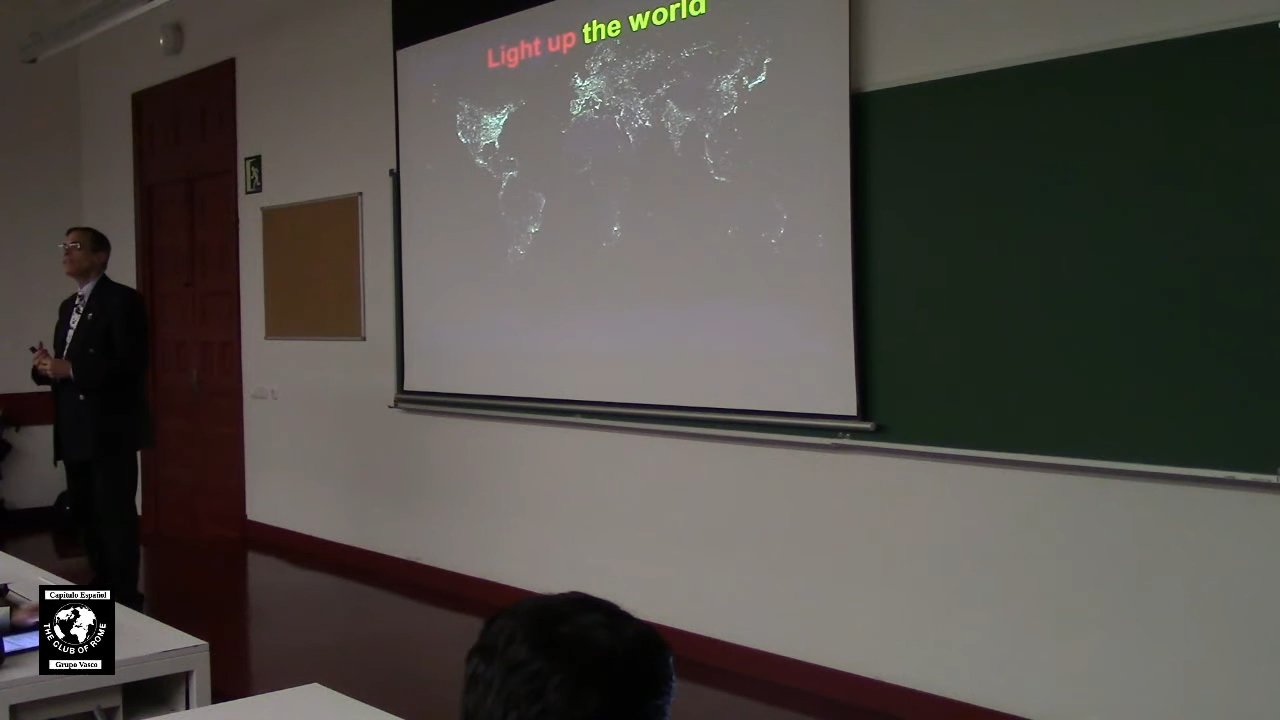 Light up the world
Capítulo Español
THE CLUB OF ROME
Grupo Vasco